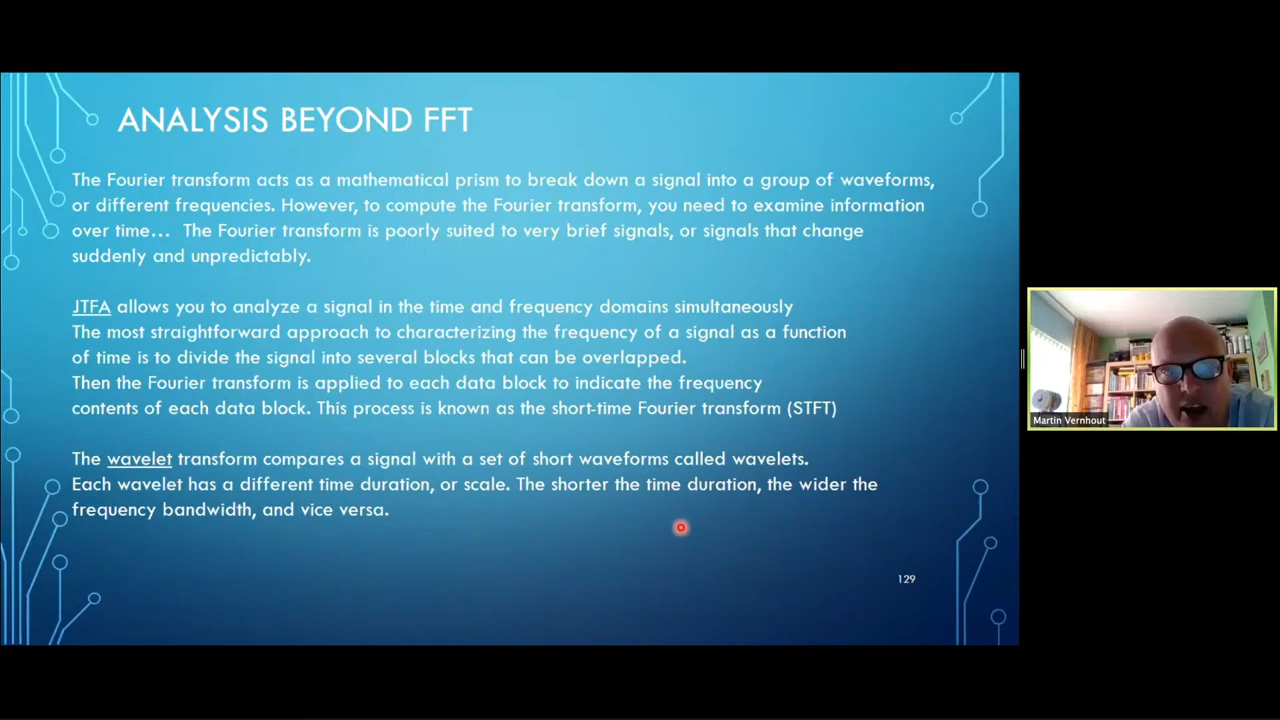 ANALYSIS BEYOND FFT
The Fourier transform acts as a mathematical prism to break down a signal into a group of waveforms,
or different frequencies. However, to compute the Fourier transform, you need to examine information
over time… The Fourier transform is poorly suited to very brief signals, or signals that change
suddenly and unpredictably.
JTFA allows you to analyze a signal in the time and frequency domains simultaneously
The most straightforward approach to characterizing the frequency of a signal as a function
of time is to divide the signal into several blocks that can be overlapped.
Then the Fourier transform is applied to each data block to indicate the frequency
contents of each data block. This process is known as the short-time Fourier transform (STFT)
The wavelet transform compares a signal with a set of short waveforms called wavelets.
Each wavelet has a different time duration, or scale. The shorter the time duration, the wider the
frequency bandwidth, and vice versa.
129
Martin Vernhout